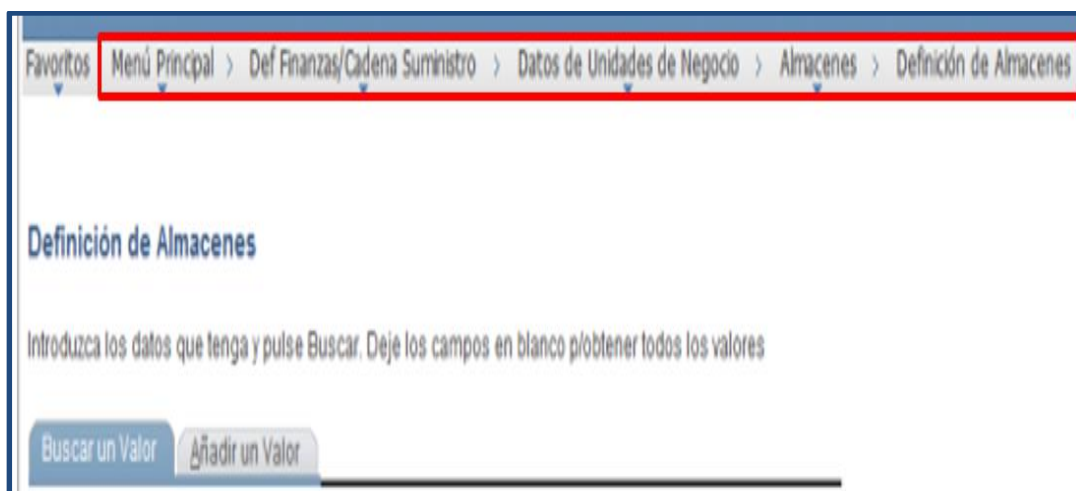 Favoritos Menú Principal > Def Finanzas/Cadena Suministro > Datos de Unidades de Negocio > Almacenes > Definición de Almacenes
Definición de Almacenes
Introduzca los datos que tenga y pulse Buscar. Deje los campos en blanco p/obtener todos los valores
Buscar un Valor Añadir un Valor